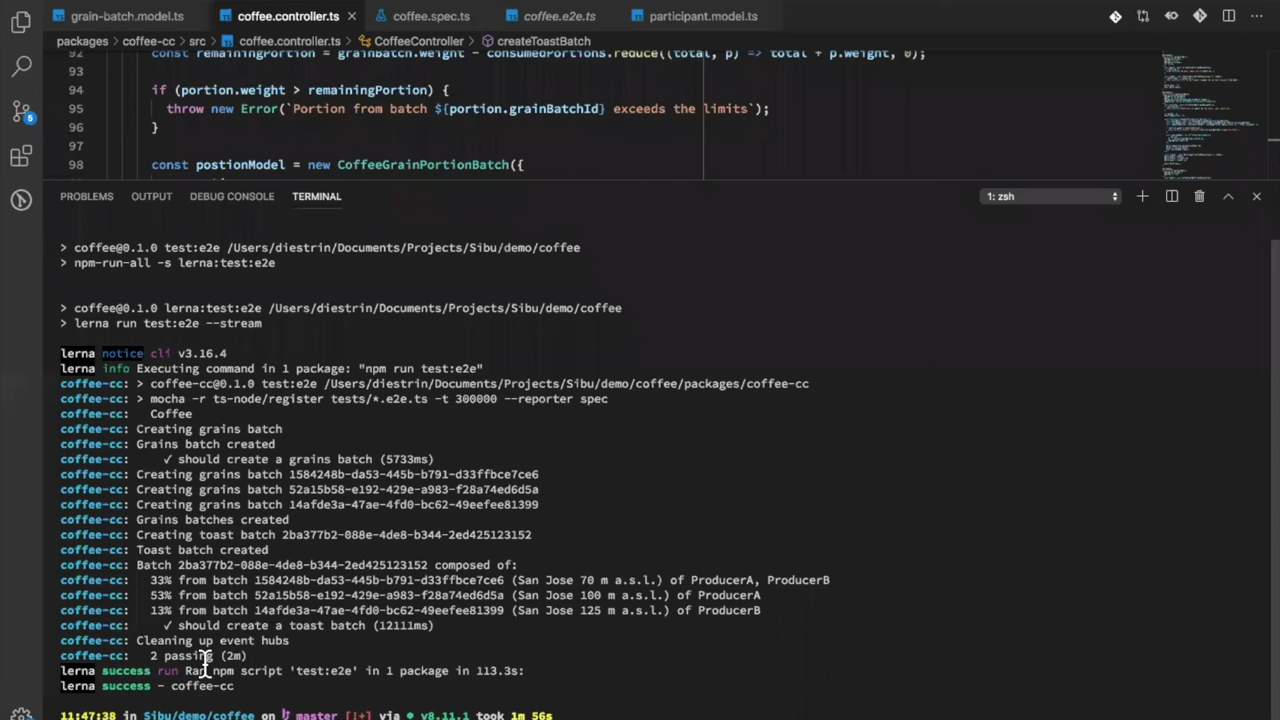 grain-batch.model.ts coffee.controller.ts × coffee.spec.ts coffee.e2e.ts participant.model.ts ···
packages › coffee-cc › src › coffee.controller.ts › CoffeeController › createToastBatch
92 const remainingPortion = grainBatch.weight - consumedPortions.reduce((total, p) => total + p.weight, 0);
93
94 if (portion.weight > remainingPortion) {
95 throw new Error(`Portion from batch ${portion.grainBatchId} exceeds the limits`);
96 }
97
98 const postionModel = new CoffeeGrainPortionBatch({
5
PROBLEMS OUTPUT DEBUG CONSOLE TERMINAL 1: zsh
> coffee@0.1.0 test:e2e /Users/diestrin/Documents/Projects/Sibu/demo/coffee
> npm-run-all -s lerna:test:e2e
> coffee@0.1.0 lerna:test:e2e /Users/diestrin/Documents/Projects/Sibu/demo/coffee
> lerna run test:e2e --stream
lerna notice cli v3.16.4
lerna info Executing command in 1 package: "npm run test:e2e"
coffee-cc: > coffee-cc@0.1.0 test:e2e /Users/diestrin/Documents/Projects/Sibu/demo/coffee/packages/coffee-cc
coffee-cc: > mocha -r ts-node/register tests/*.e2e.ts -t 300000 --reporter spec
coffee-cc: Coffee
coffee-cc: Creating grains batch
coffee-cc: Grains batch created
coffee-cc: ✓ should create a grains batch (5733ms)
coffee-cc: Creating grains batch 1584248b-da53-445b-b791-d33ffbce7ce6
coffee-cc: Creating grains batch 52a15b58-e192-429e-a983-f28a74ed6d5a
coffee-cc: Creating grains batch 14afde3a-47ae-4fd0-bc62-49eefee81399
coffee-cc: Grains batches created
coffee-cc: Creating toast batch 2ba377b2-088e-4de8-b344-2ed425123152
coffee-cc: Toast batch created
coffee-cc: Batch 2ba377b2-088e-4de8-b344-2ed425123152 composed of:
coffee-cc: 33% from batch 1584248b-da53-445b-b791-d33ffbce7ce6 (San Jose 70 m a.s.l.) of ProducerA, ProducerB
coffee-cc: 53% from batch 52a15b58-e192-429e-a983-f28a74ed6d5a (San Jose 100 m a.s.l.) of ProducerA
coffee-cc: 13% from batch 14afde3a-47ae-4fd0-bc62-49eefee81399 (San Jose 125 m a.s.l.) of ProducerB
coffee-cc: ✓ should create a toast batch (12111ms)
coffee-cc: Cleaning up event hubs
coffee-cc: 2 passing (2m)
lerna success run Ran npm script 'test:e2e' in 1 package in 113.3s:
lerna success - coffee-cc
11:47:38 in Sibu/demo/coffee on master [!+] via ● v8.11.1 took 1m 56s